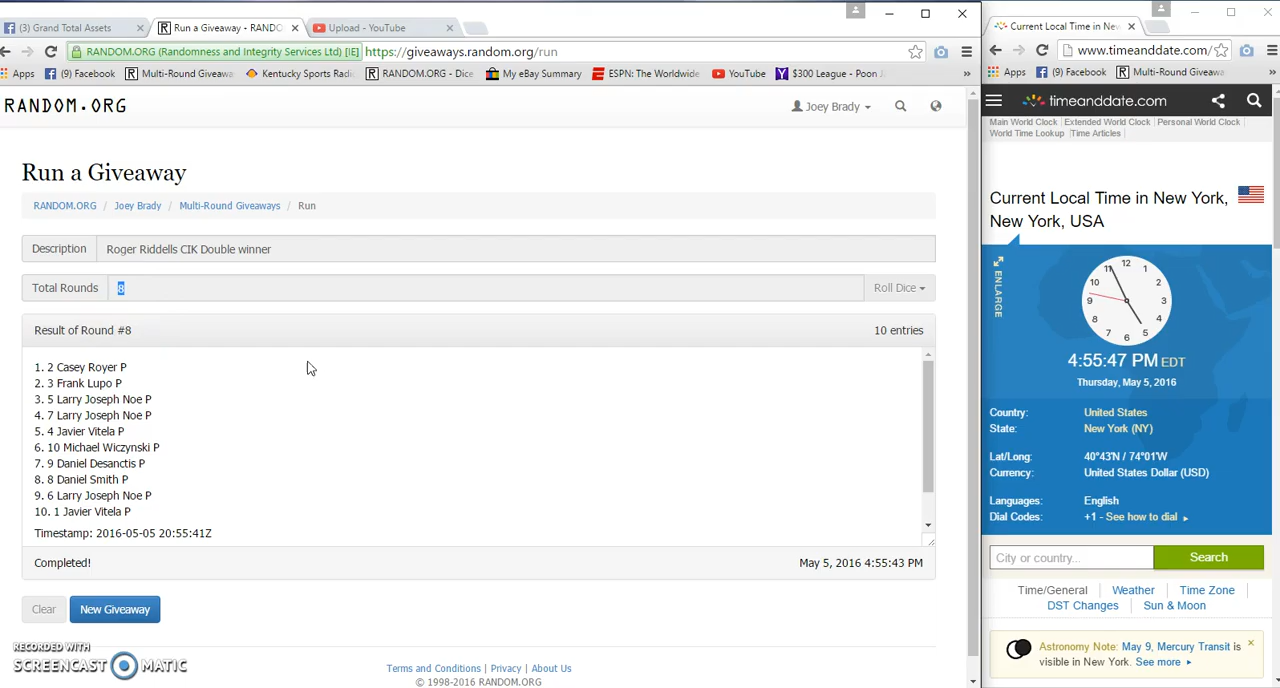 (3) Grand Total Assets
Run a Giveaway - RANDO
Upload - YouTube
RANDOM.ORG (Randomness and Integrity Services Ltd) [IE]
https://giveaways.random.org/run
Apps
(9) Facebook
Multi-Round Giveawa
Kentucky Sports Radi
RANDOM.ORG - Dice
My eBay Summary
ESPN: The Worldwide
YouTube
$300 League - Poon J
»
RANDOM.ORG
Joey Brady
Run a Giveaway
RANDOM.ORG / Joey Brady / Multi-Round Giveaways / Run
Description Roger Riddells CIK Double winner
Total Rounds 8 Roll Dice
Result of Round #8 10 entries
1. 2 Casey Royer P
2. 3 Frank Lupo P
3. 5 Larry Joseph Noe P
4. 7 Larry Joseph Noe P
5. 4 Javier Vitela P
6. 10 Michael Wiczynski P
7. 9 Daniel Desanctis P
8. 8 Daniel Smith P
9. 6 Larry Joseph Noe P
10. 1 Javier Vitela P
Timestamp: 2016-05-05 20:55:41Z
Completed! May 5, 2016 4:55:43 PM
Clear New Giveaway
RECORDED WITH
SCREENCAST MATIC
Terms and Conditions | Privacy | About Us
© 1998-2016 RANDOM.ORG
Current Local Time in New
www.timeanddate.com/
Apps
(9) Facebook
Multi-Round Giveawa
»
timeanddate.com
Main World Clock Extended World Clock Personal World Clock
World Time Lookup Time Articles
Current Local Time in New York,
New York, USA
ENLARGE
12 1 2 3 4 5 6 7 8 9 10 11
4:55:47 PM EDT
Thursday, May 5, 2016
Country: United States
State: New York (NY)
Lat/Long: 40°43'N / 74°01'W
Currency: United States Dollar (USD)
Languages: English
Dial Codes: +1 - See how to dial
City or country... Search
Time/General Weather Time Zone
DST Changes Sun & Moon
Astronomy Note: May 9, Mercury Transit is
visible in New York. See more